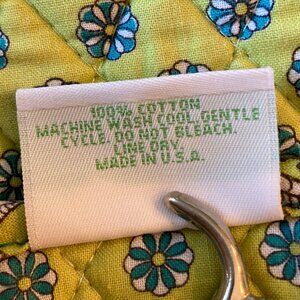 100% COTTON
MACHINE WASH COOL, GENTLE
CYCLE. DO NOT BLEACH.
LINE DRY.
MADE IN U.S.A.